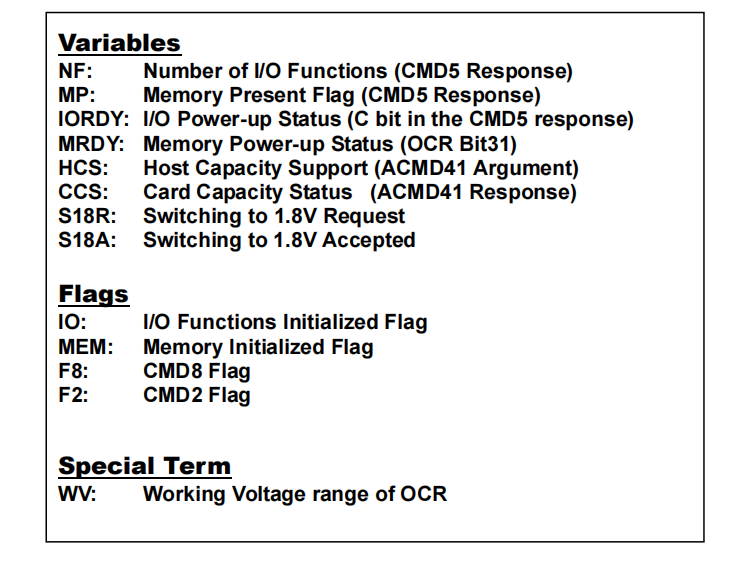 Variables
NF: Number of I/O Functions (CMD5 Response)
MP: Memory Present Flag (CMD5 Response)
IORDY: I/O Power-up Status (C bit in the CMD5 response)
MRDY: Memory Power-up Status (OCR Bit31)
HCS: Host Capacity Support (ACMD41 Argument)
CCS: Card Capacity Status (ACMD41 Response)
S18R: Switching to 1.8V Request
S18A: Switching to 1.8V Accepted
Flags
IO: I/O Functions Initialized Flag
MEM: Memory Initialized Flag
F8: CMD8 Flag
F2: CMD2 Flag
Special Term
WV: Working Voltage range of OCR